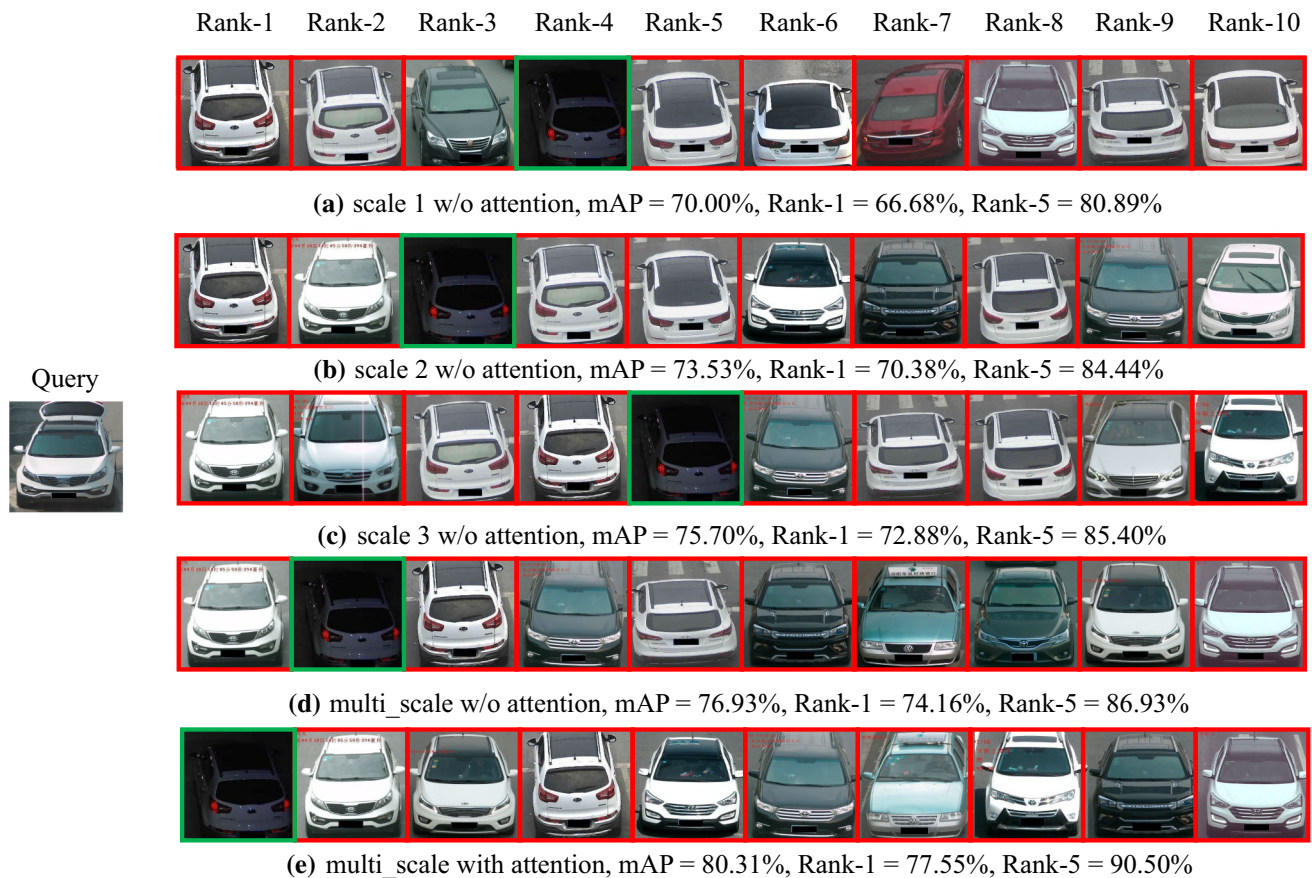 Rank-1 Rank-2 Rank-3 Rank-4 Rank-5 Rank-6 Rank-7 Rank-8 Rank-9 Rank-10
(a) scale 1 w/o attention, mAP = 70.00%, Rank-1 = 66.68%, Rank-5 = 80.89%
(b) scale 2 w/o attention, mAP = 73.53%, Rank-1 = 70.38%, Rank-5 = 84.44%
Query
(c) scale 3 w/o attention, mAP = 75.70%, Rank-1 = 72.88%, Rank-5 = 85.40%
(d) multi_scale w/o attention, mAP = 76.93%, Rank-1 = 74.16%, Rank-5 = 86.93%
(e) multi_scale with attention, mAP = 80.31%, Rank-1 = 77.55%, Rank-5 = 90.50%